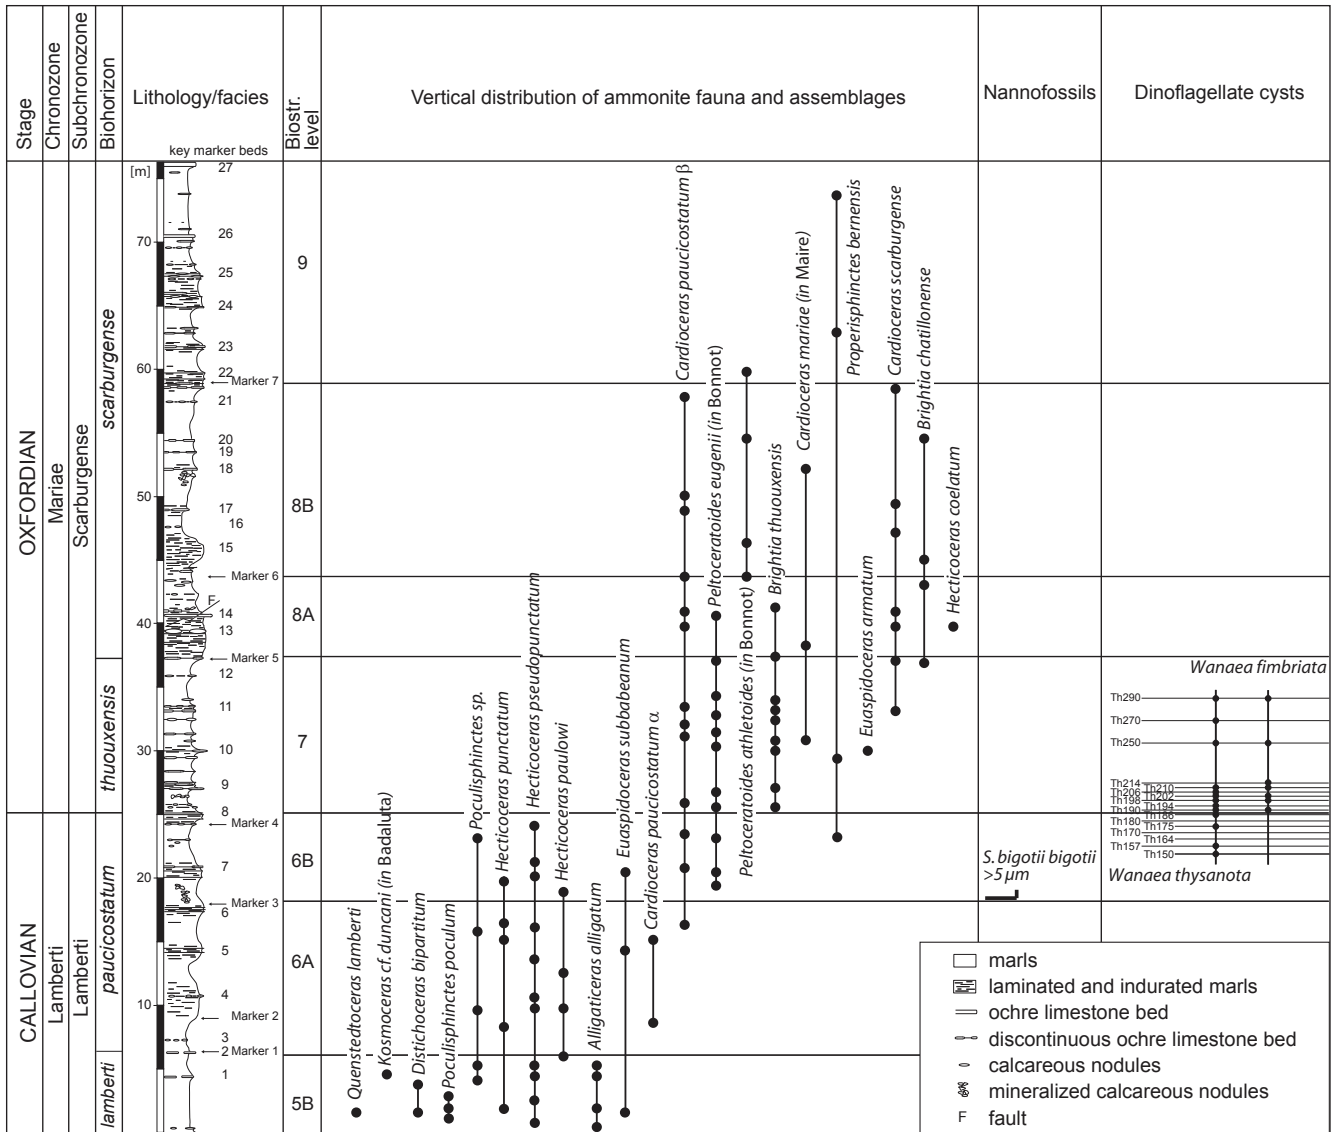 Stage
Chronozone
Subchronozone
Biohorizon
Lithology/facies
key marker beds
Biostr. level
Vertical distribution of ammonite fauna and assemblages
Nannofossils
Dinoflagellate cysts
OXFORDIAN
CALLOVIAN
Mariae
Lamberti
Scarburgense
Lamberti
scarburgense
thuouxensis
paucicostatum
lamberti
[m]
70
60
50
40
30
20
10
27
26
25
24
23
22
Marker 7
21
20
19
18
17
16
15
Marker 6
F
14
13
Marker 5
12
11
10
9
8
Marker 4
7
Marker 3
6
5
4
Marker 2
3
2
Marker 1
1
9
8B
8A
7
6B
6A
5B
Quenstedtoceras lamberti
Kosmoceras cf. duncani (in Badaluta)
Distichoceras bipartitum
Poculisphinctes poculum
Poculisphinctes sp.
Hecticoceras punctatum
Hecticoceras pseudopunctatum
Hecticoceras paulowi
Alligaticeras alligatum
Euaspidoceras subbabeanum
Cardioceras paucicostatum α
Cardioceras paucicostatum β
Peltoceratoides eugenii (in Bonnot)
Peltoceratoides athletoides (in Bonnot)
Brightia thuouxensis
Cardioceras mariae (in Maire)
Properisphinctes bernensis
Euaspidoceras armatum
Cardioceras scarburgense
Brightia chatillonense
Hecticoceras coelatum
S. bigotii bigotii
>5 µm
Wanaea fimbriata
Th290
Th270
Th250
Th214
Th210
Th206
Th202
Th198
Th194
Th190
Th186
Th180
Th175
Th170
Th164
Th157
Th150
Wanaea thysanota
marls
laminated and indurated marls
ochre limestone bed
discontinuous ochre limestone bed
calcareous nodules
mineralized calcareous nodules
F fault